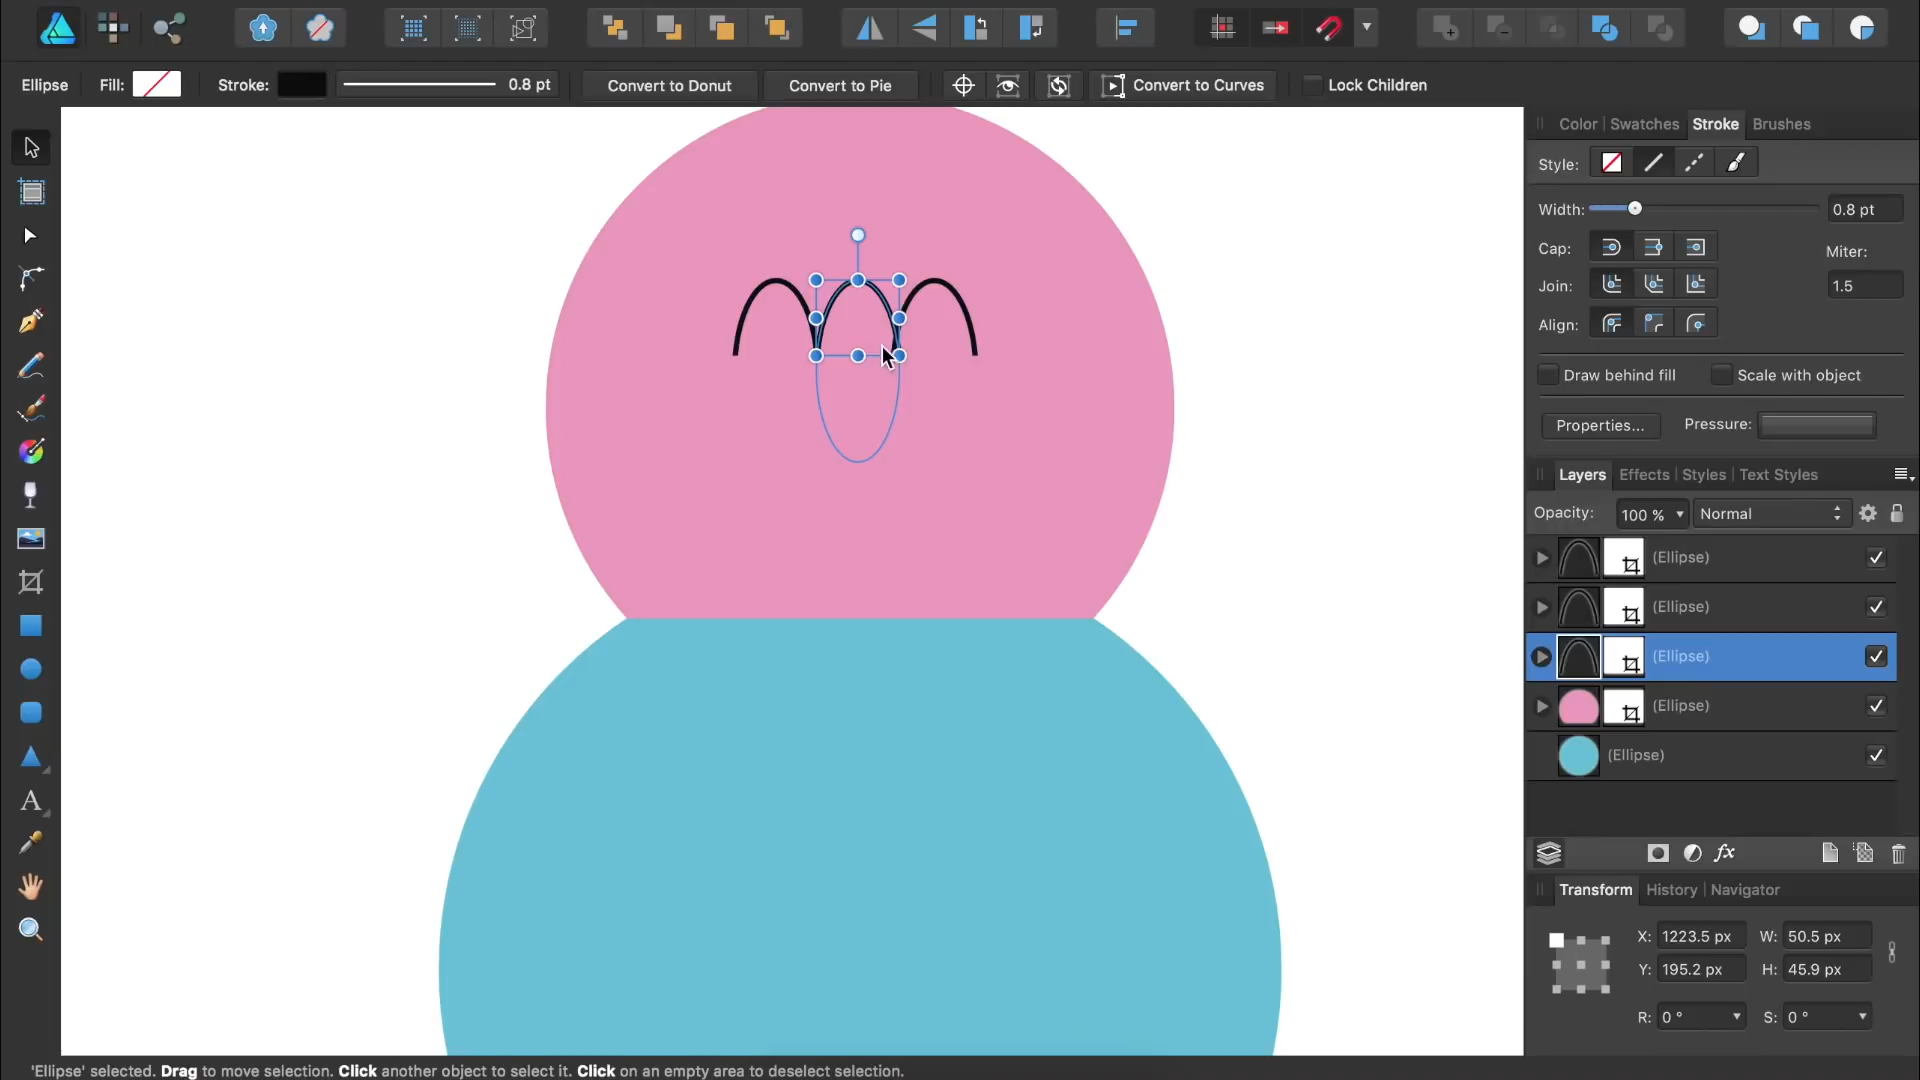 Ellipse Fill: Stroke: 0.8 pt Convert to Donut Convert to Pie Convert to Curves Lock Children
Color Swatches Stroke Brushes
Style:
Width: 0.8 pt
Cap: Miter:
Join: 1.5
Align:
Draw behind fill Scale with object
Properties... Pressure:
Layers Effects Styles Text Styles
Opacity: 100 % Normal
(Ellipse)
(Ellipse)
(Ellipse)
(Ellipse)
(Ellipse)
fx
A
Transform History Navigator
X: 1223.5 px W: 50.5 px
Y: 195.2 px H: 45.9 px
R: 0 ° S: 0 °
'Ellipse' selected. Drag to move selection. Click another object to select it. Click on an empty area to deselect selection.